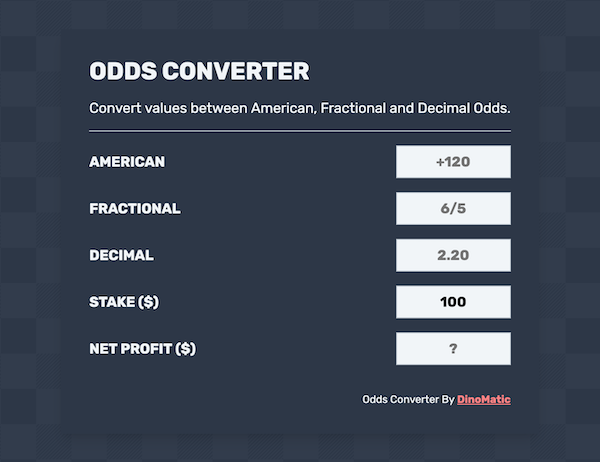 ODDS CONVERTER
Convert values between American, Fractional and Decimal Odds.
AMERICAN +120
FRACTIONAL 6/5
DECIMAL 2.20
STAKE ($) 100
NET PROFIT ($) ?
Odds Converter By DinoMatic